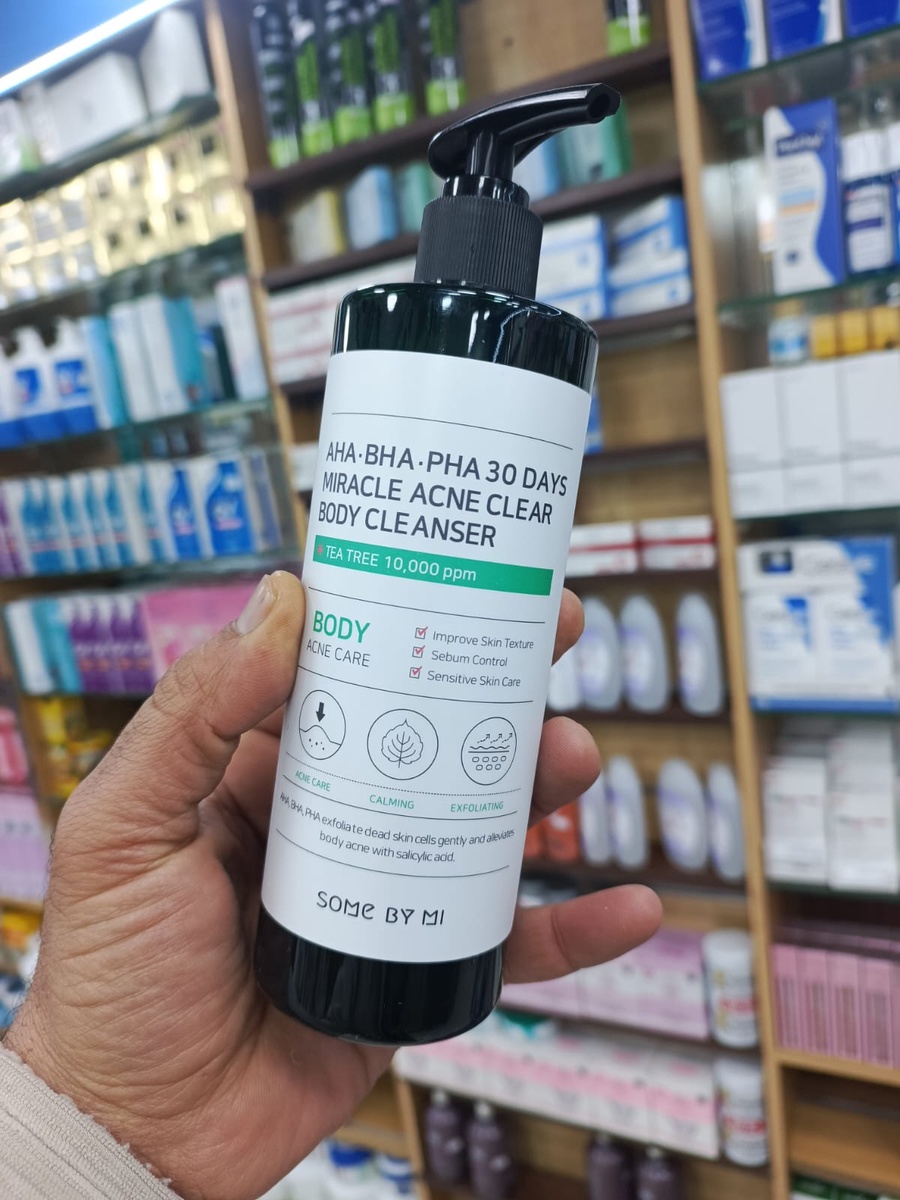 AHA·BHA·PHA 30 DAYS
MIRACLE ACNE CLEAR
BODY CLEANSER
+ TEA TREE 10,000 ppm
BODY
ACNE CARE
Improve Skin Texture
Sebum Control
Sensitive Skin Care
ACNE CARE
CALMING
EXFOLIATING
AHA, BHA, PHA exfoliate dead skin cells gently and alleviates
body acne with salicylic acid.
SOME BY MI